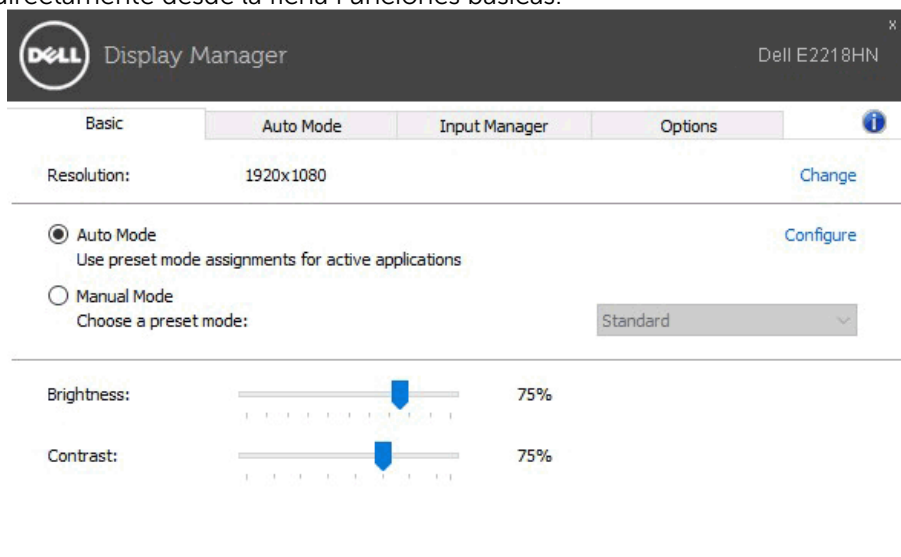 directamente desde la ficha Funciones básicas.
x
DELL Display Manager
Dell E2218HN
Basic Auto Mode Input Manager Options i
Resolution: 1920x1080 Change
Auto Mode Configure
Use preset mode assignments for active applications
Manual Mode
Choose a preset mode: Standard
Brightness: 75%
Contrast: 75%